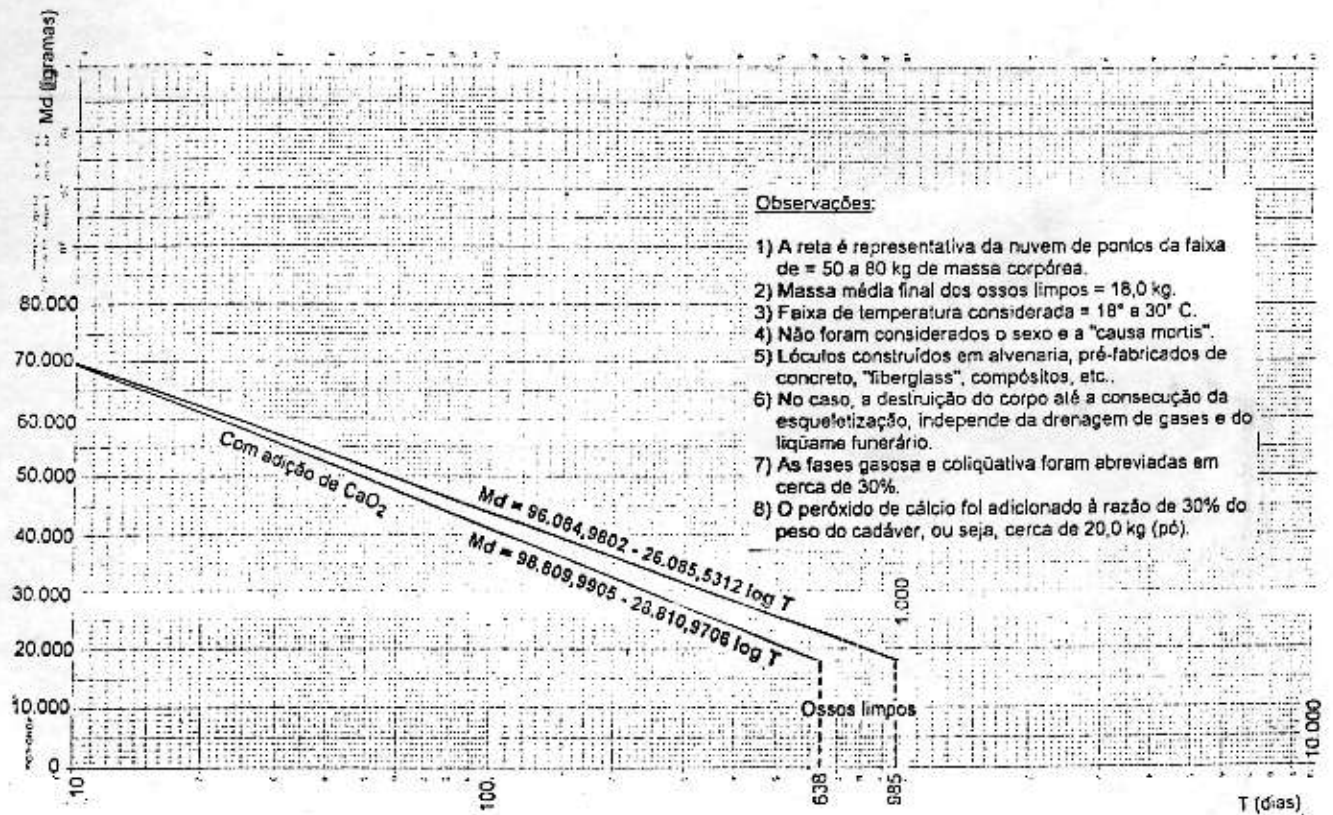 Md (gramas)
80.000
70.000
60.000
50.000
40.000
30.000
20.000
10.000
0
Com adição de CaO2
Md = 96.084,9802 - 26.085,5312 log T
Md = 98.809,9905 - 28.810,9706 log T
Observações:
1) A reta é representativa da nuvem de pontos da faixa
de = 50 a 80 kg de massa corpórea.
2) Massa média final dos ossos limpos = 18,0 kg.
3) Faixa de temperatura considerada = 18° a 30° C.
4) Não foram considerados o sexo e a "causa mortis".
5) Lóculos construídos em alvenaria, pré-fabricados de
concreto, "fiberglass", compósitos, etc..
6) No caso, a destruição do corpo até a consecução da
esqueletização, independe da drenagem de gases e do
liqüame funerário.
7) As fases gasosa e coliqüativa foram abreviadas em
cerca de 30%.
8) O peróxido de cálcio foi adicionado à razão de 30% do
peso do cadáver, ou seja, cerca de 20,0 kg (pó).
1.000
Ossos limpos
10
100
638
985
10.000
T (dias)